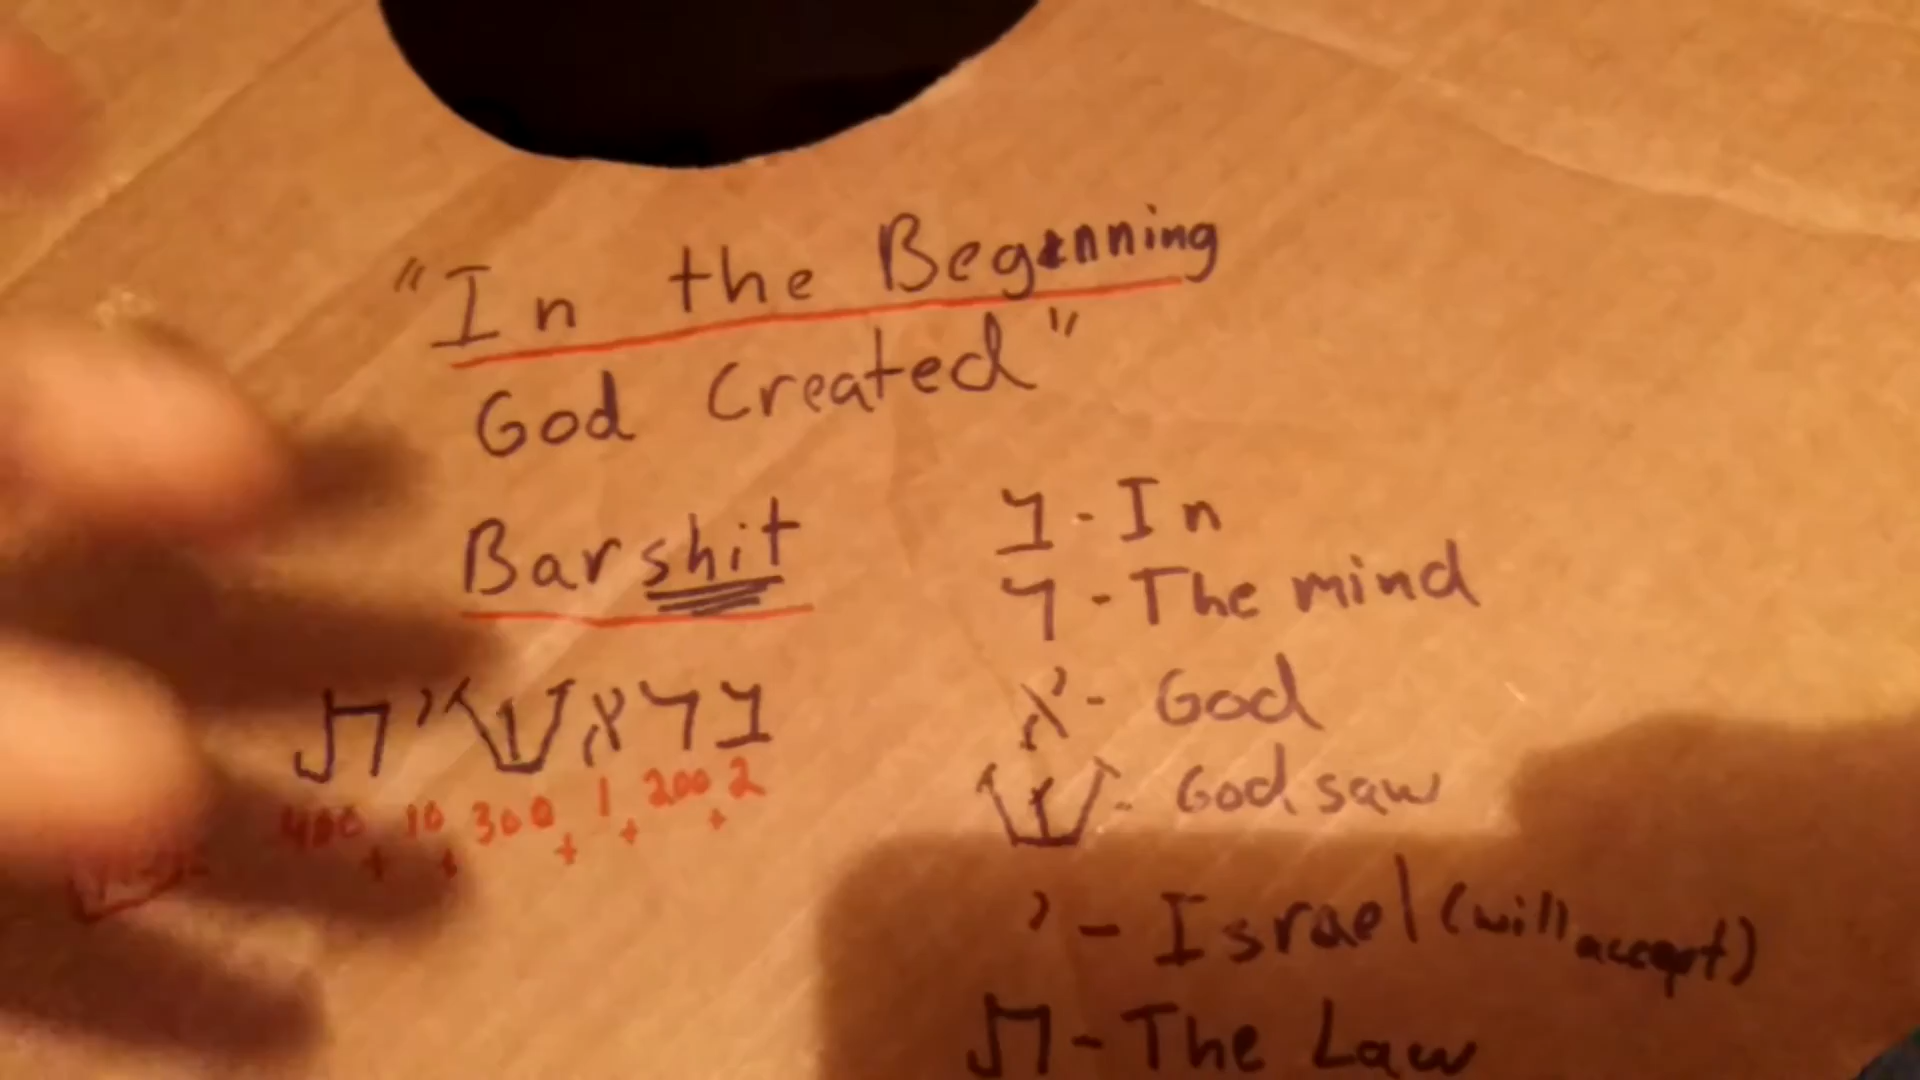 "In the Beginning
God Created"
Barshit
בראשית
400 + 10 + 300 + 1 + 200 + 2
ב - In
ר - The mind
א - God
ש - God saw
י - Israel (will accept)
ת - The Law